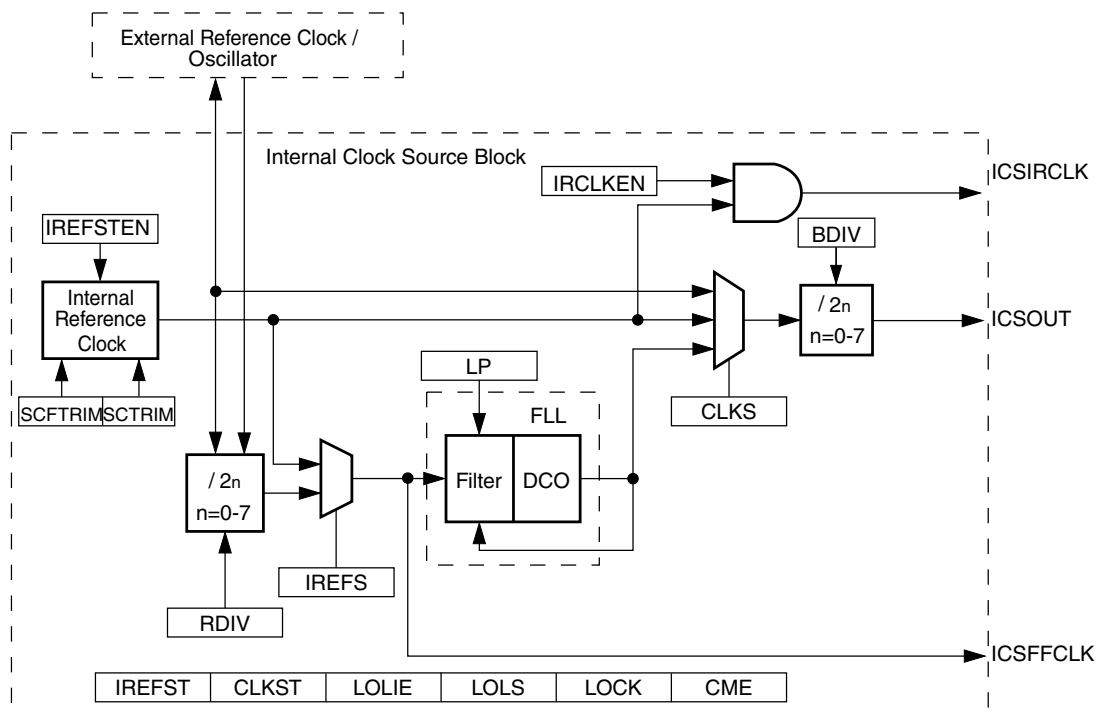 External Reference Clock /
Oscillator
Internal Clock Source Block
IRCLKEN
ICSIRCLK
IREFSTEN
BDIV
Internal
Reference
Clock
/ 2n
n=0-7
ICSOUT
LP
SCFTRIM
SCTRIM
CLKS
FLL
/ 2n
n=0-7
Filter
DCO
IREFS
RDIV
ICSFFCLK
IREFST
CLKST
LOLIE
LOLS
LOCK
CME